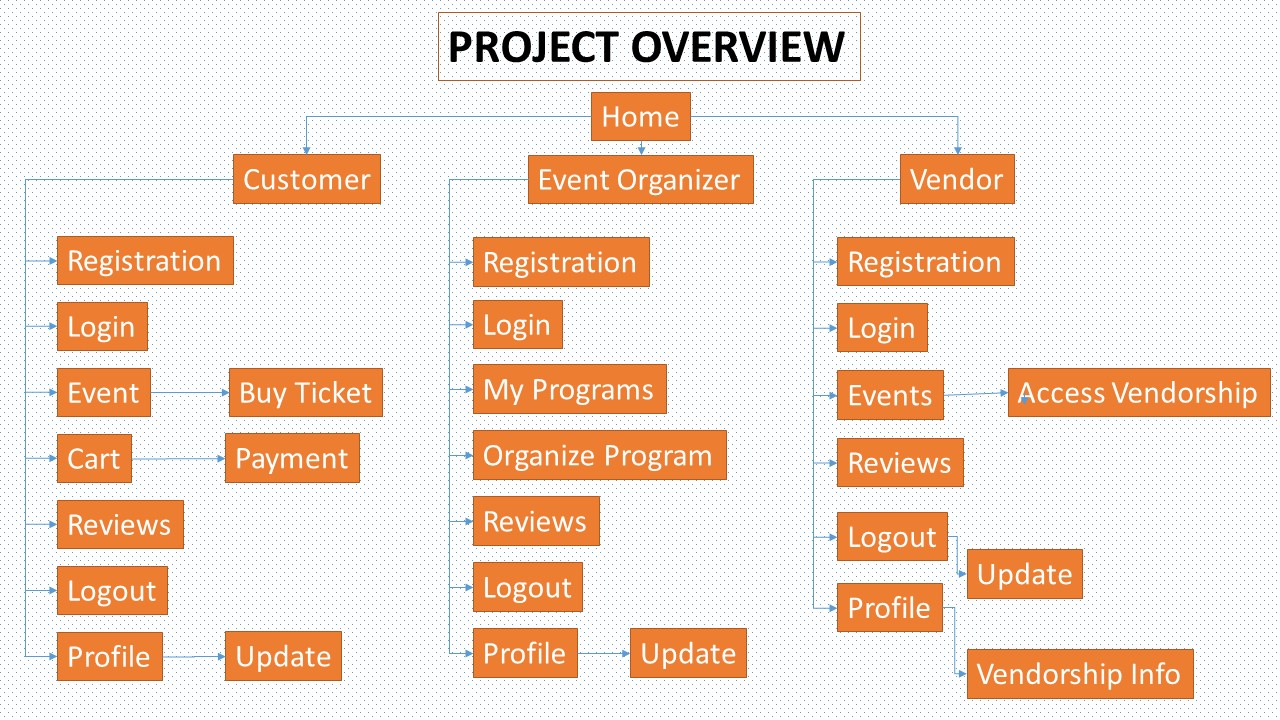 PROJECT OVERVIEW
Home
Customer
Event Organizer
Vendor
Registration
Login
Event
Buy Ticket
Cart
Payment
Reviews
Logout
Profile
Update
Registration
Login
My Programs
Organize Program
Reviews
Logout
Profile
Update
Registration
Login
Events
Access Vendorship
Reviews
Logout
Update
Profile
Vendorship Info